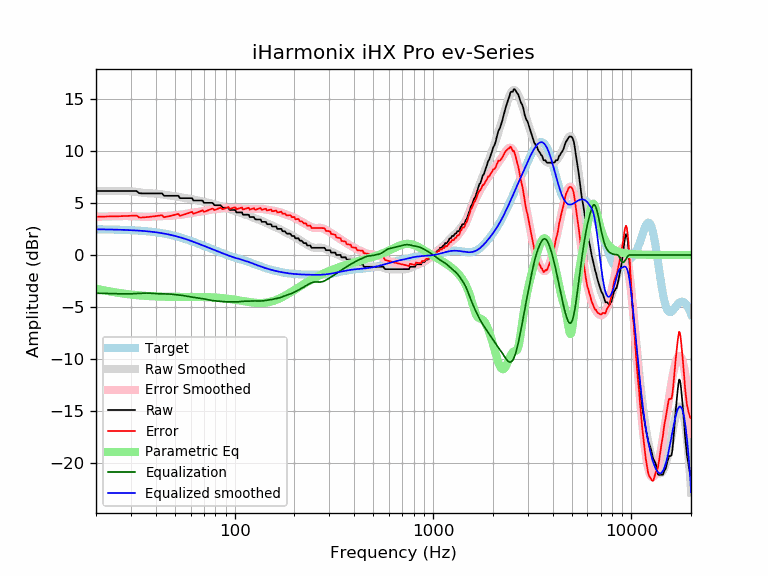 iHarmonix iHX Pro ev-Series
Amplitude (dBr)
15
10
5
0
−5
−10
−15
−20
Target
Raw Smoothed
Error Smoothed
Raw
Error
Parametric Eq
Equalization
Equalized smoothed
100
1000
10000
Frequency (Hz)